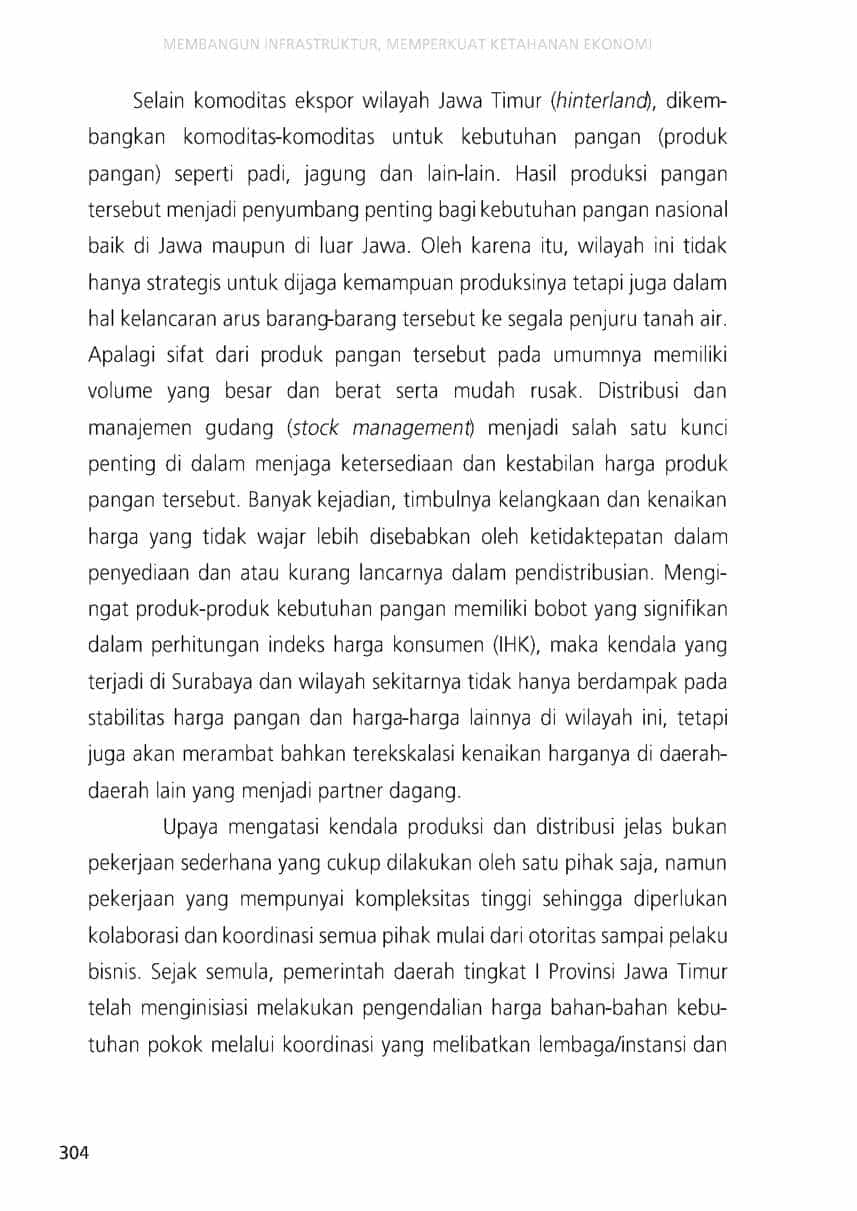 MEMBANGUN INFRASTRUKTUR, MEMPERKUAT KETAHANAN EKONOMI
Selain komoditas ekspor wilayah Jawa Timur (hinterland), dikem-
bangkan komoditas-komoditas untuk kebutuhan pangan (produk
pangan) seperti padi, jagung dan lain-lain. Hasil produksi pangan
tersebut menjadi penyumbang penting bagi kebutuhan pangan nasional
baik di Jawa maupun di luar Jawa. Oleh karena itu, wilayah ini tidak
hanya strategis untuk dijaga kemampuan produksinya tetapi juga dalam
hal kelancaran arus barang-barang tersebut ke segala penjuru tanah air.
Apalagi sifat dari produk pangan tersebut pada umumnya memiliki
volume yang besar dan berat serta mudah rusak. Distribusi dan
manajemen gudang (stock management) menjadi salah satu kunci
penting di dalam menjaga ketersediaan dan kestabilan harga produk
pangan tersebut. Banyak kejadian, timbulnya kelangkaan dan kenaikan
harga yang tidak wajar lebih disebabkan oleh ketidaktepatan dalam
penyediaan dan atau kurang lancarnya dalam pendistribusian. Mengi-
ngat produk-produk kebutuhan pangan memiliki bobot yang signifikan
dalam perhitungan indeks harga konsumen (IHK), maka kendala yang
terjadi di Surabaya dan wilayah sekitarnya tidak hanya berdampak pada
stabilitas harga pangan dan harga-harga lainnya di wilayah ini, tetapi
juga akan merambat bahkan terekskalasi kenaikan harganya di daerah-
daerah lain yang menjadi partner dagang.
Upaya mengatasi kendala produksi dan distribusi jelas bukan
pekerjaan sederhana yang cukup dilakukan oleh satu pihak saja, namun
pekerjaan yang mempunyai kompleksitas tinggi sehingga diperlukan
kolaborasi dan koordinasi semua pihak mulai dari otoritas sampai pelaku
bisnis. Sejak semula, pemerintah daerah tingkat I Provinsi Jawa Timur
telah menginisiasi melakukan pengendalian harga bahan-bahan kebu-
tuhan pokok melalui koordinasi yang melibatkan lembaga/instansi dan
304